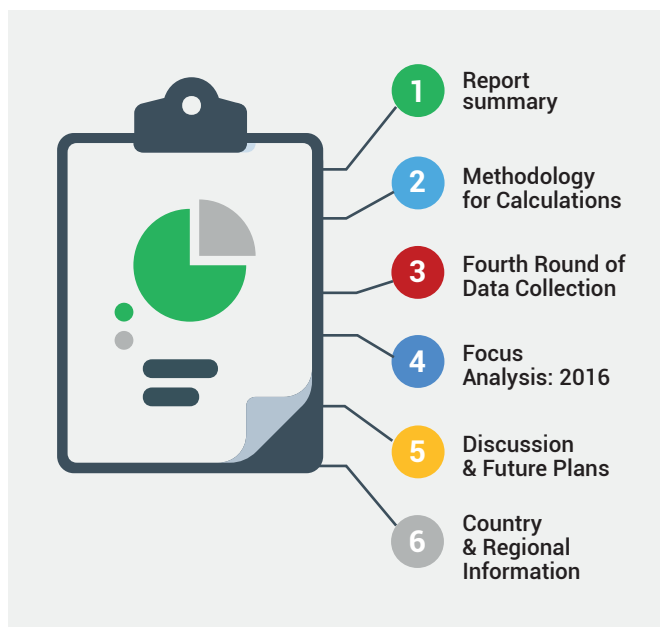 1
Report
summary
2
Methodology
for Calculations
3
Fourth Round of
Data Collection
4
Focus
Analysis: 2016
5
Discussion
& Future Plans
6
Country
& Regional
Information